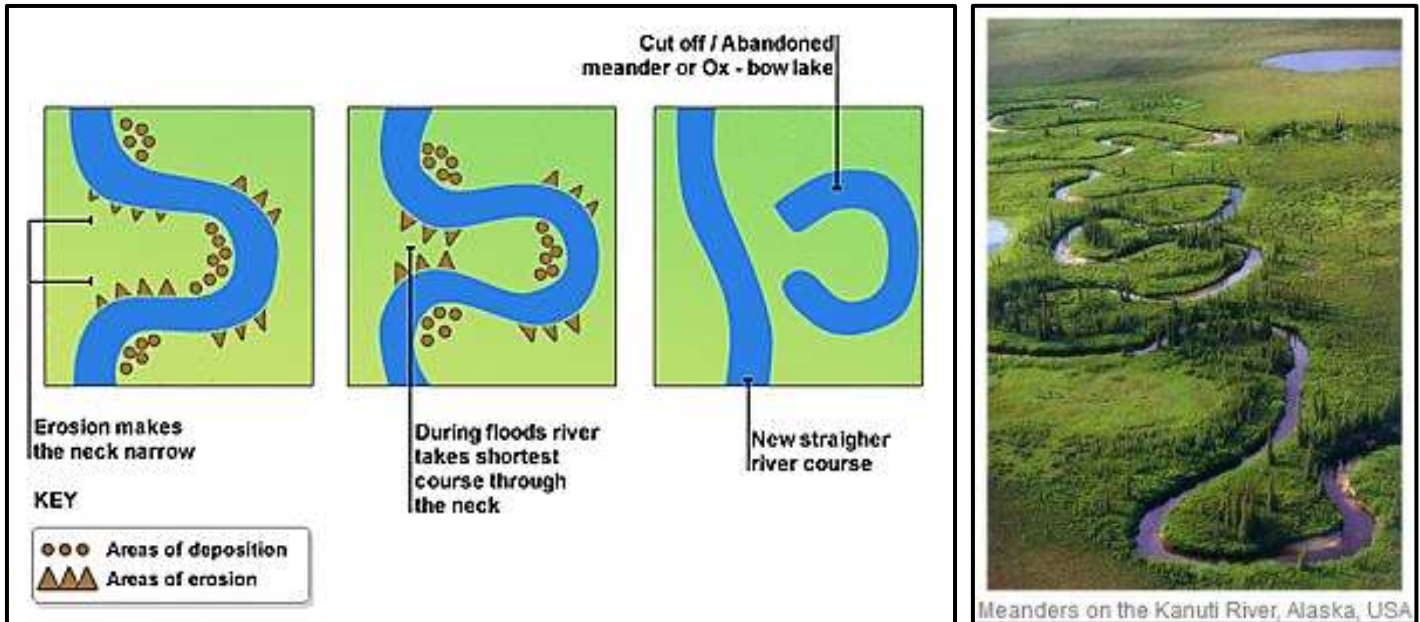 Cut off / Abandoned
meander or Ox - bow lake
Erosion makes
the neck narrow
During floods river
takes shortest
course through
the neck
New straigher
river course
KEY
Areas of deposition
Areas of erosion
Meanders on the Kanuti River, Alaska, USA